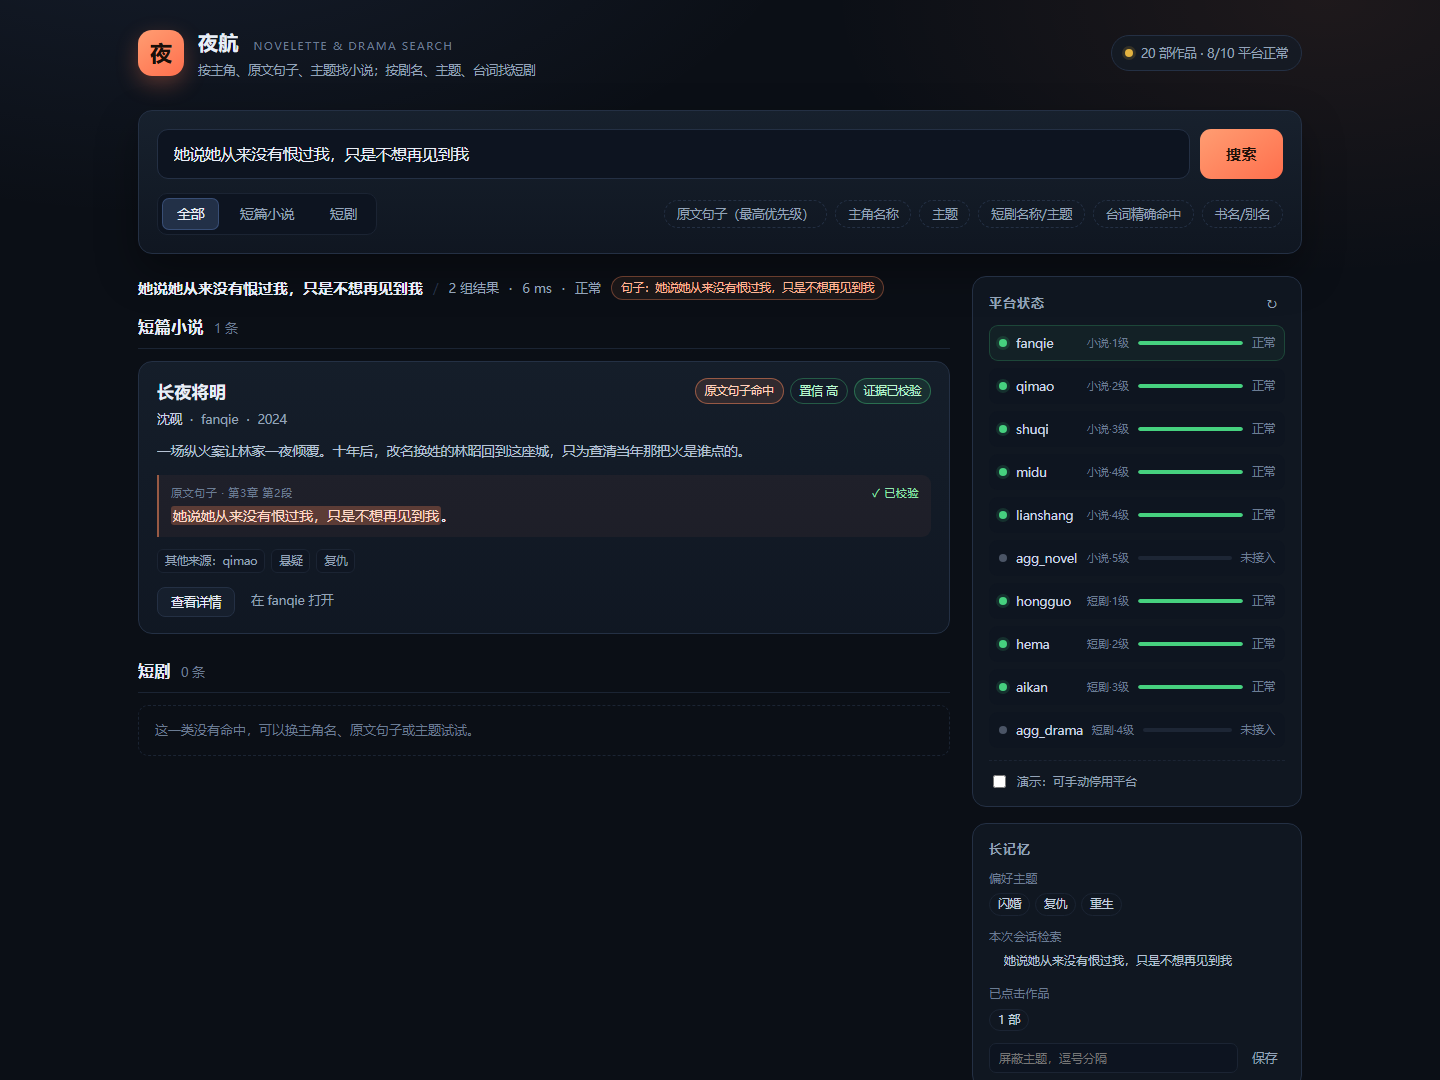 夜
夜航 NOVELETTE & DRAMA SEARCH
按主角、原文句子、主题找小说；按剧名、主题、台词找短剧
20 部作品 · 8/10 平台正常
她说她从来没有恨过我，只是不想再见到我
搜索
全部 短篇小说 短剧
原文句子（最高优先级） 主角名称 主题 短剧名称/主题 台词精确命中 书名/别名
她说她从来没有恨过我，只是不想再见到我 / 2 组结果 · 6 ms · 正常 句子：她说她从来没有恨过我，只是不想再见到我
短篇小说 1 条
长夜将明
原文句子命中 置信 高 证据已校验
沈砚 · fanqie · 2024
一场纵火案让林家一夜倾覆。十年后，改名换姓的林昭回到这座城，只为查清当年那把火是谁点的。
原文句子 · 第3章 第2段
✓ 已校验
她说她从来没有恨过我，只是不想再见到我。
其他来源：qimao 悬疑 复仇
查看详情 在 fanqie 打开
短剧 0 条
这一类没有命中，可以换主角名、原文句子或主题试试。
平台状态 ↻
fanqie 小说·1级 正常
qimao 小说·2级 正常
shuqi 小说·3级 正常
midu 小说·4级 正常
lianshang 小说·4级 正常
agg_novel 小说·5级 未接入
hongguo 短剧·1级 正常
hema 短剧·2级 正常
aikan 短剧·3级 正常
agg_drama 短剧·4级 未接入
演示：可手动停用平台
长记忆
偏好主题
闪婚 复仇 重生
本次会话检索
她说她从来没有恨过我，只是不想再见到我
已点击作品
1 部
屏蔽主题，逗号分隔 保存